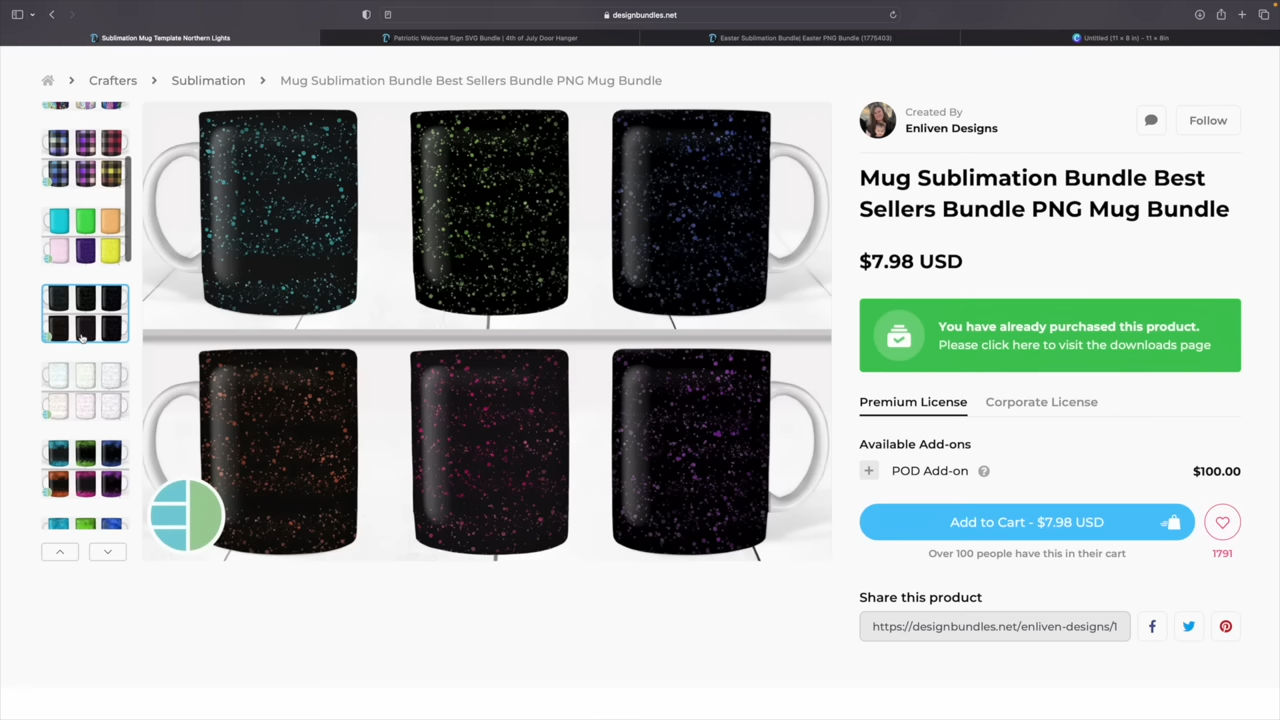 designbundles.net
Sublimation Mug Template Northern Lights
Patriotic Welcome Sign SVG Bundle | 4th of July Door Hanger
Easter Sublimation Bundle| Easter PNG Bundle (1775403)
Untitled (11 × 8 in) - 11 × 8in
Crafters
Sublimation
Mug Sublimation Bundle Best Sellers Bundle PNG Mug Bundle
Created By
Enliven Designs
Follow
Mug Sublimation Bundle Best
Sellers Bundle PNG Mug Bundle
$7.98 USD
You have already purchased this product.
Please click here to visit the downloads page
Premium License
Corporate License
Available Add-ons
POD Add-on
?
$100.00
Add to Cart - $7.98 USD
Over 100 people have this in their cart
1791
Share this product
https://designbundles.net/enliven-designs/1